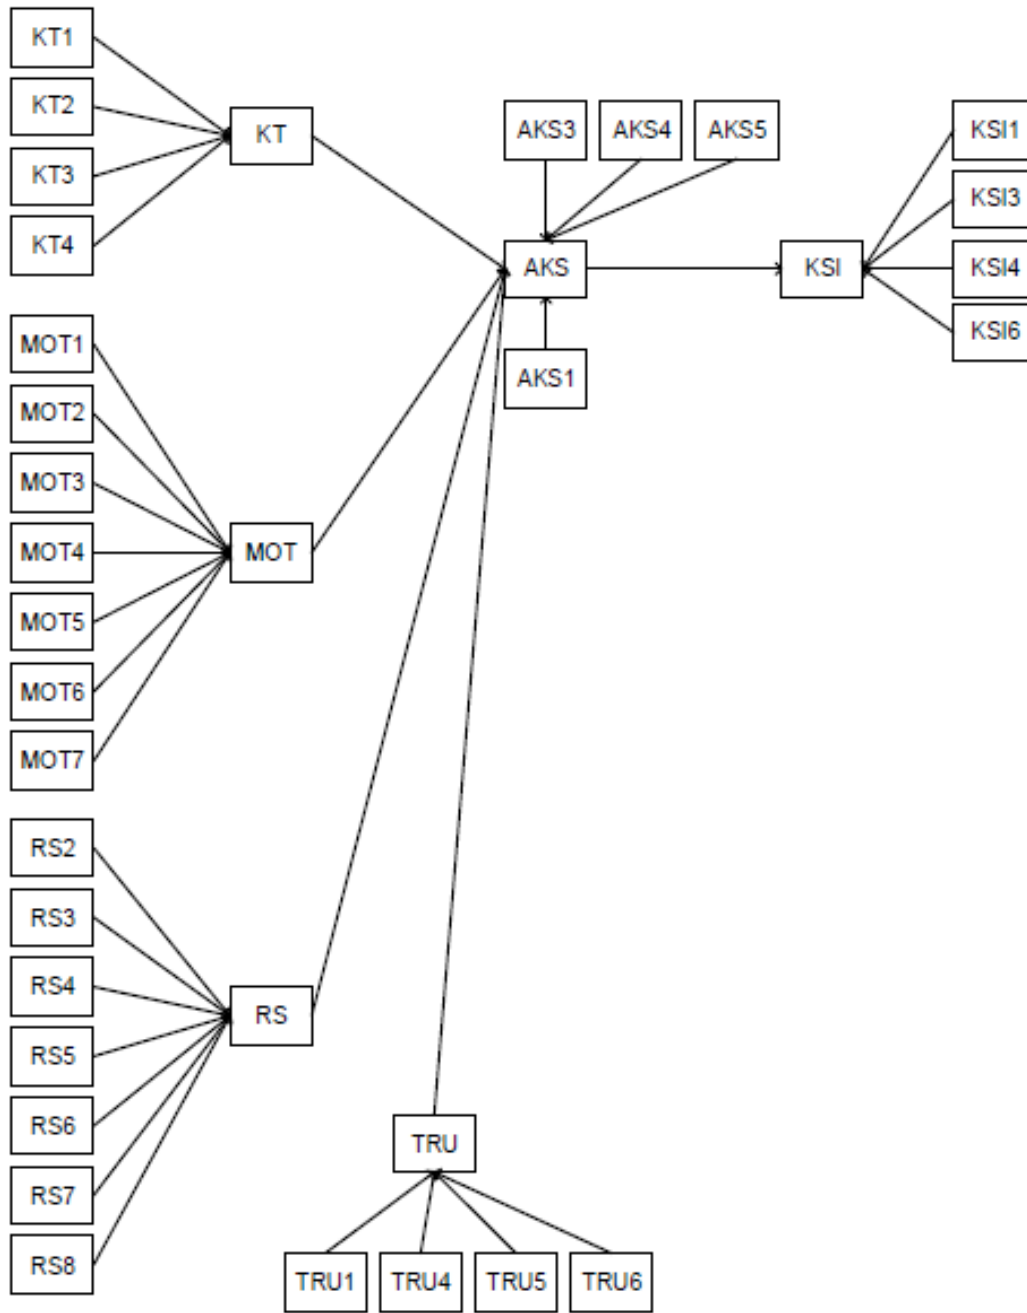 KT1
KT2
KT3
KT4
KT
MOT1
MOT2
MOT3
MOT4
MOT5
MOT6
MOT7
MOT
RS2
RS3
RS4
RS5
RS6
RS7
RS8
RS
TRU
TRU1 TRU4 TRU5 TRU6
AKS3 AKS4 AKS5
AKS
AKS1
KSI
KSI1
KSI3
KSI4
KSI6